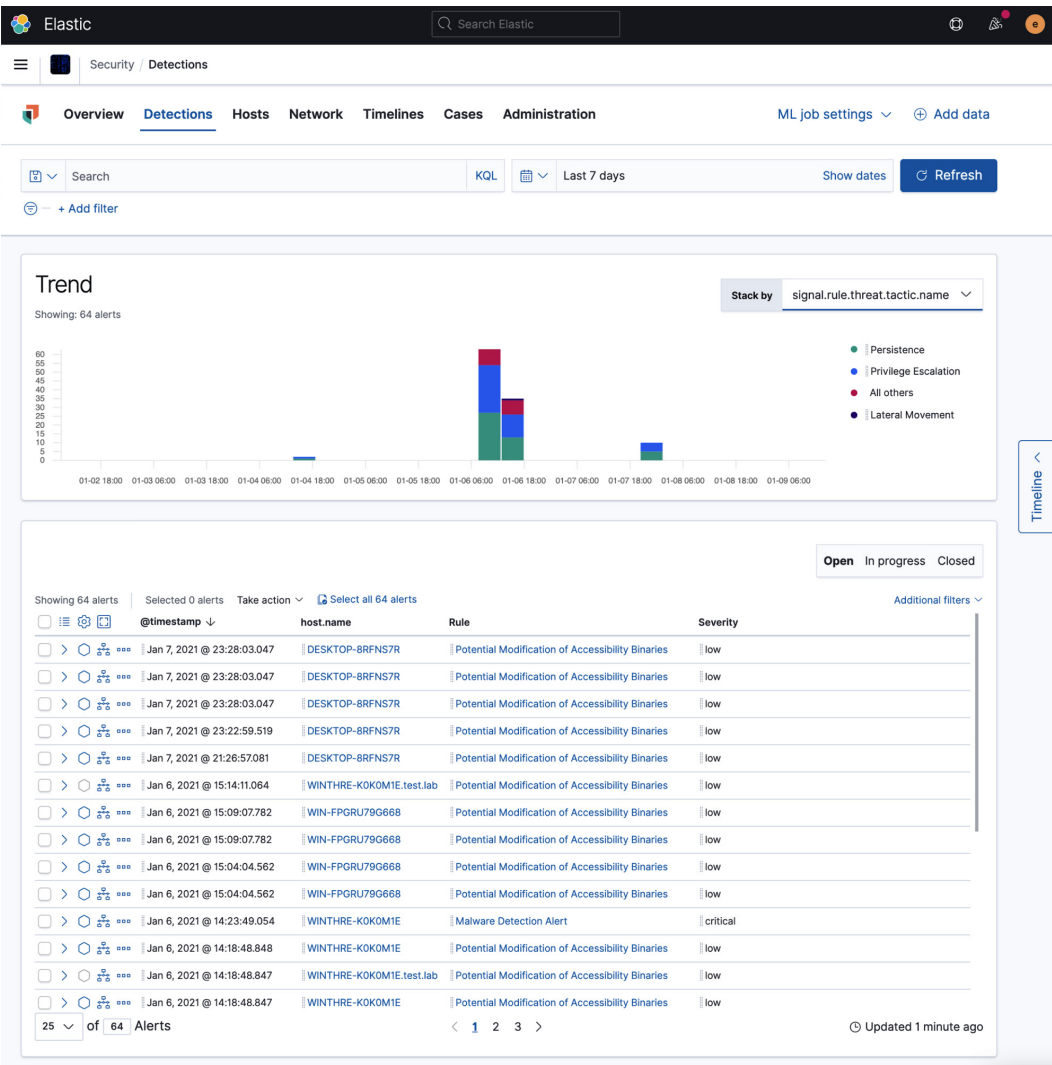 Elastic
Search Elastic
e
Security / Detections
Overview Detections Hosts Network Timelines Cases Administration ML job settings Add data
Search KQL Last 7 days Show dates Refresh
+ Add filter
Trend
Stack by signal.rule.threat.tactic.name
Showing: 64 alerts
60
55
50
45
40
35
30
25
20
15
10
5
0
Persistence
Privilege Escalation
All others
Lateral Movement
01-02 18:00 01-03 06:00 01-03 18:00 01-04 06:00 01-04 18:00 01-05 06:00 01-05 18:00 01-06 06:00 01-06 18:00 01-07 06:00 01-07 18:00 01-08 06:00 01-08 18:00 01-09 06:00
Timeline
Open In progress Closed
Showing 64 alerts Selected 0 alerts Take action Select all 64 alerts Additional filters
@timestamp host.name Rule Severity
Jan 7, 2021 @ 23:28:03.047 DESKTOP-8RFNS7R Potential Modification of Accessibility Binaries low
Jan 7, 2021 @ 23:28:03.047 DESKTOP-8RFNS7R Potential Modification of Accessibility Binaries low
Jan 7, 2021 @ 23:28:03.047 DESKTOP-8RFNS7R Potential Modification of Accessibility Binaries low
Jan 7, 2021 @ 23:22:59.519 DESKTOP-8RFNS7R Potential Modification of Accessibility Binaries low
Jan 7, 2021 @ 21:26:57.081 DESKTOP-8RFNS7R Potential Modification of Accessibility Binaries low
Jan 6, 2021 @ 15:14:11.064 WINTHRE-K0K0M1E.test.lab Potential Modification of Accessibility Binaries low
Jan 6, 2021 @ 15:09:07.782 WIN-FPGRU79G668 Potential Modification of Accessibility Binaries low
Jan 6, 2021 @ 15:09:07.782 WIN-FPGRU79G668 Potential Modification of Accessibility Binaries low
Jan 6, 2021 @ 15:04:04.562 WIN-FPGRU79G668 Potential Modification of Accessibility Binaries low
Jan 6, 2021 @ 15:04:04.562 WIN-FPGRU79G668 Potential Modification of Accessibility Binaries low
Jan 6, 2021 @ 14:23:49.054 WINTHRE-K0K0M1E Malware Detection Alert critical
Jan 6, 2021 @ 14:18:48.848 WINTHRE-K0K0M1E Potential Modification of Accessibility Binaries low
Jan 6, 2021 @ 14:18:48.847 WINTHRE-K0K0M1E.test.lab Potential Modification of Accessibility Binaries low
Jan 6, 2021 @ 14:18:48.847 WINTHRE-K0K0M1E Potential Modification of Accessibility Binaries low
25 of 64 Alerts 1 2 3 Updated 1 minute ago